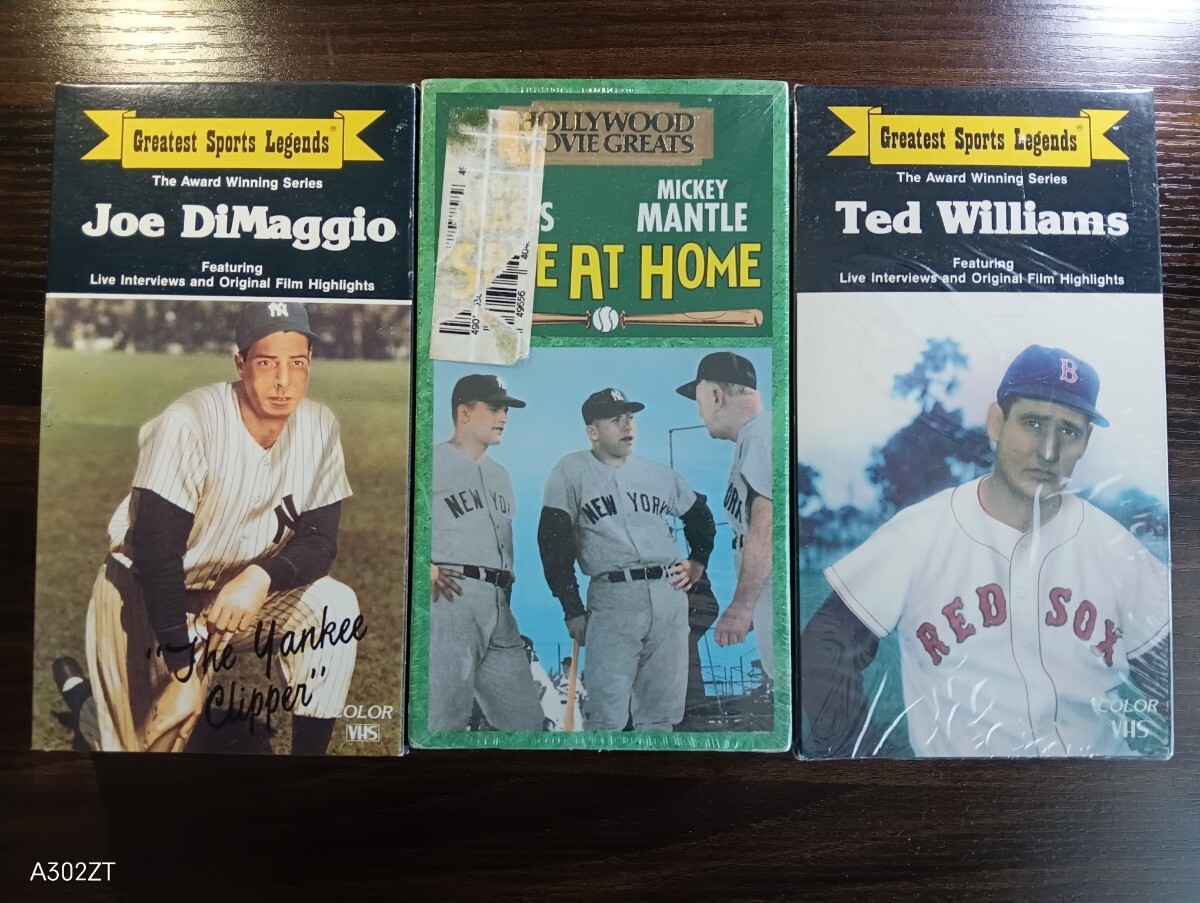 Greatest Sports Legends®
The Award Winning Series
Joe DiMaggio
Featuring
Live Interviews and Original Film Highlights
NY
NY
"The Yankee
Clipper"
COLOR
VHS
HOLLYWOOD
MOVIE GREATS
MICKEY
MANTLE
AT HOME
NEW
NEW YORK
Greatest Sports Legends®
The Award Winning Series
Ted Williams
Featuring
Live Interviews and Original Film Highlights
B
RED SOX
COLOR
VHS
A302ZT